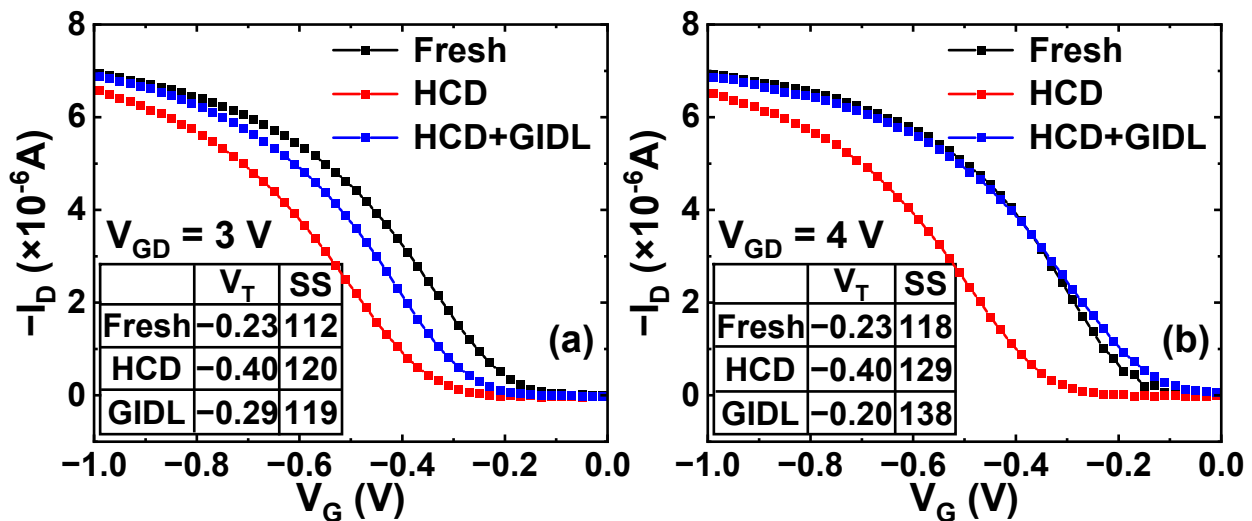 (a)
Fresh
HCD
HCD+GIDL
V_GD = 3 V
V_T SS
Fresh −0.23 112
HCD −0.40 120
GIDL −0.29 119
−I_D (×10⁻⁶A)
8
6
4
2
0
−1.0 −0.8 −0.6 −0.4 −0.2 0.0
V_G (V)
(b)
Fresh
HCD
HCD+GIDL
V_GD = 4 V
V_T SS
Fresh −0.23 118
HCD −0.40 129
GIDL −0.20 138
−I_D (×10⁻⁶A)
8
6
4
2
0
−1.0 −0.8 −0.6 −0.4 −0.2 0.0
V_G (V)